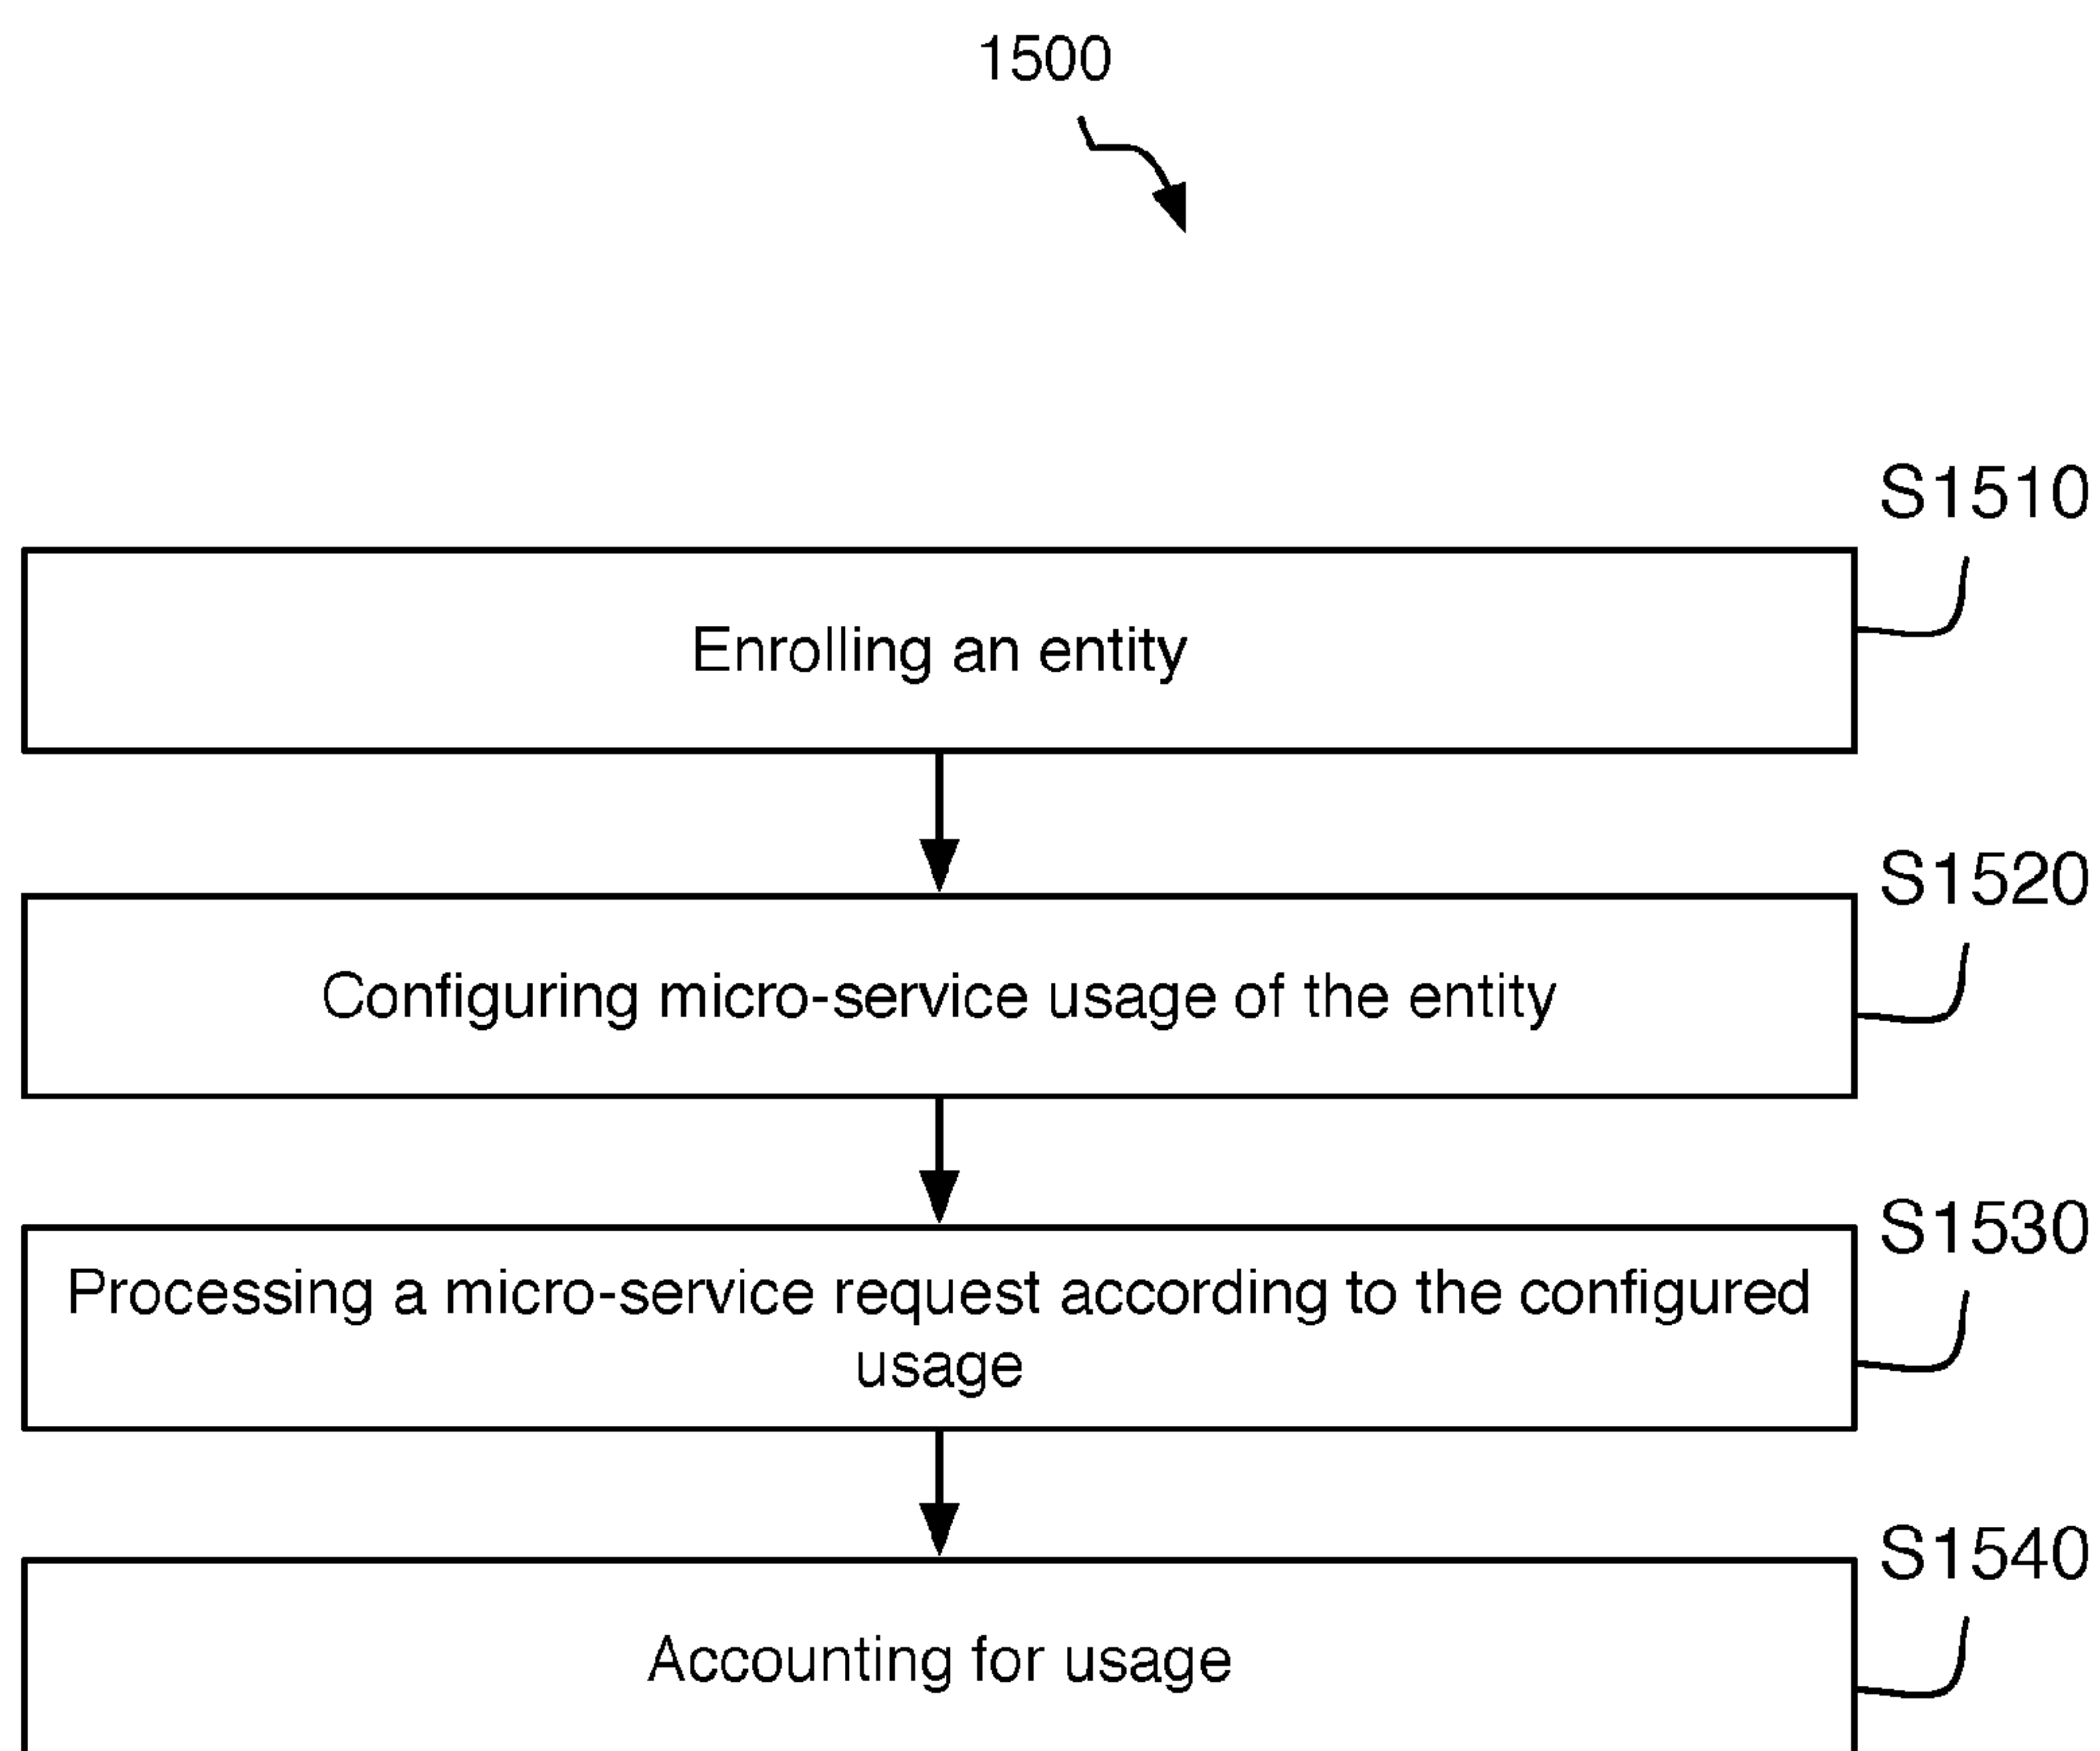 1500
S1510
Enrolling an entity
S1520
Configuring micro-service usage of the entity
S1530
Processing a micro-service request according to the configured
usage
S1540
Accounting for usage